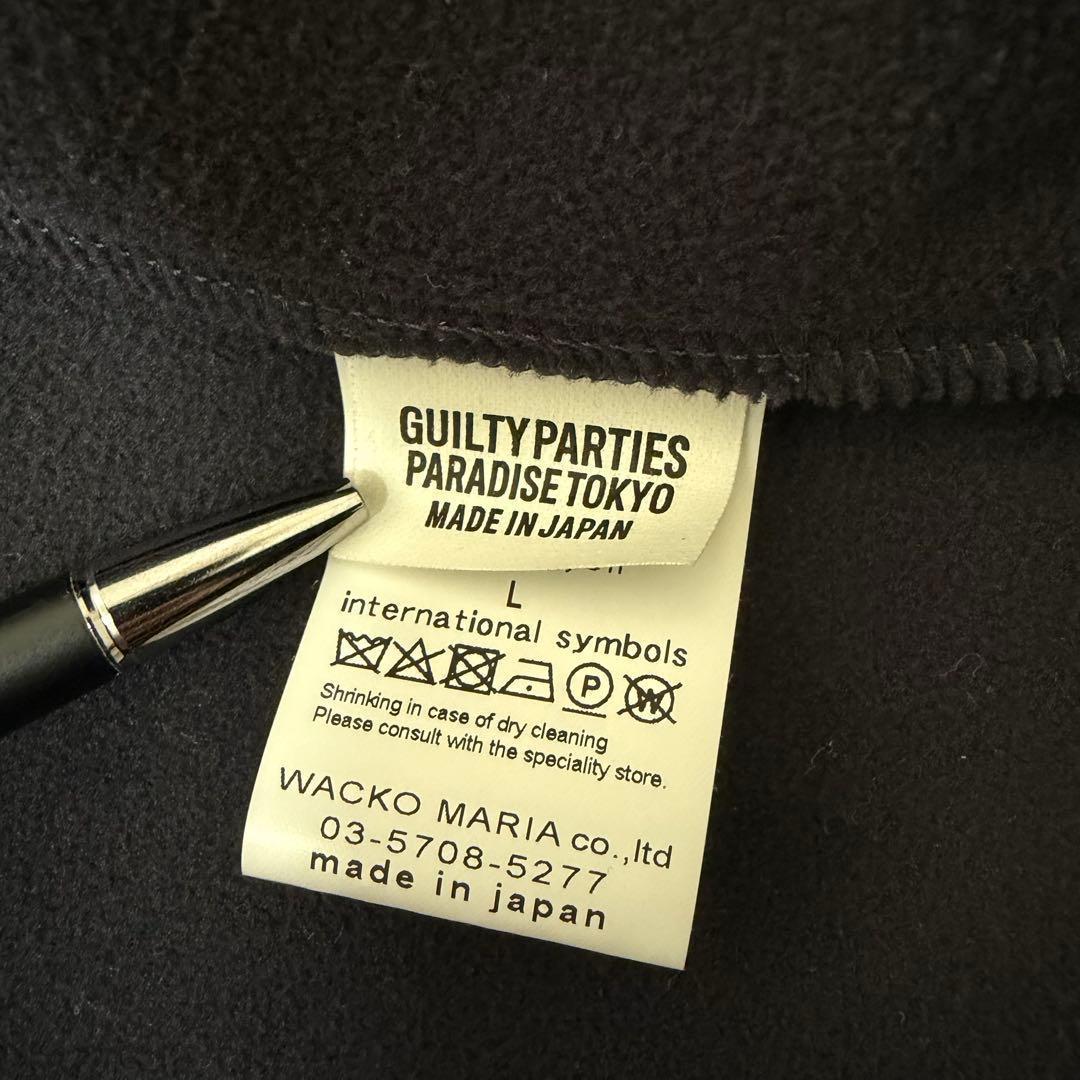 GUILTY PARTIES
PARADISE TOKYO
MADE IN JAPAN
L
international symbols
P W
Shrinking in case of dry cleaning
Please consult with the speciality store.
WACKO MARIA co.,ltd
03-5708-5277
made in japan